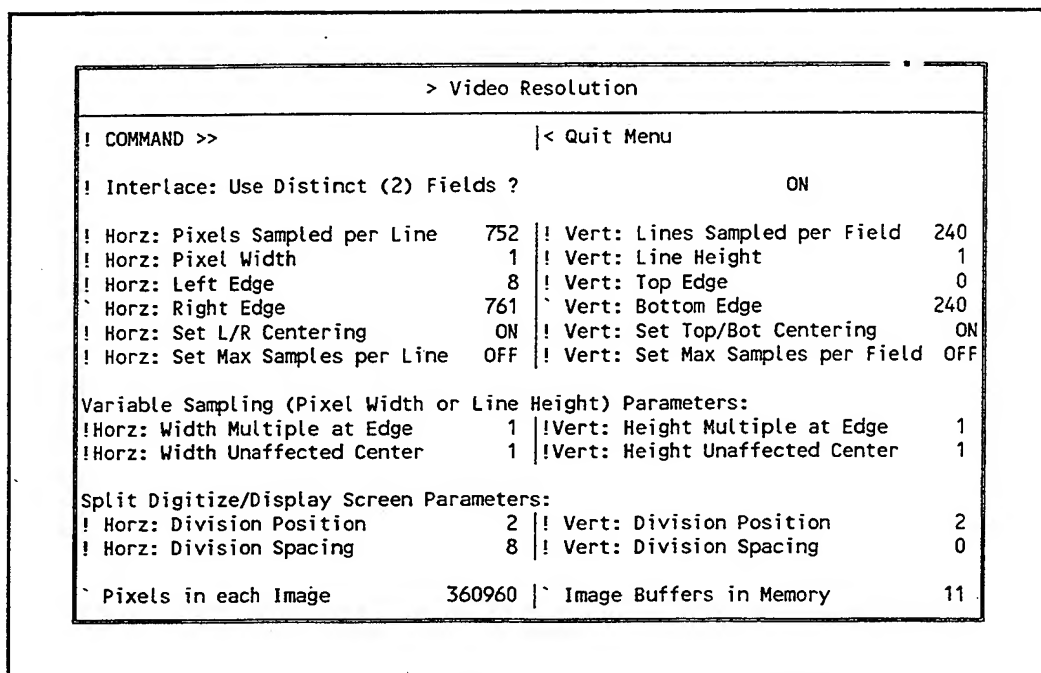 > Video Resolution
! COMMAND >> |< Quit Menu
! Interlace: Use Distinct (2) Fields ? ON
! Horz: Pixels Sampled per Line 752 |! Vert: Lines Sampled per Field 240
! Horz: Pixel Width 1 |! Vert: Line Height 1
! Horz: Left Edge 8 |! Vert: Top Edge 0
` Horz: Right Edge 761 |` Vert: Bottom Edge 240
! Horz: Set L/R Centering ON |! Vert: Set Top/Bot Centering ON
! Horz: Set Max Samples per Line OFF |! Vert: Set Max Samples per Field OFF
Variable Sampling (Pixel Width or Line Height) Parameters:
!Horz: Width Multiple at Edge 1 |!Vert: Height Multiple at Edge 1
!Horz: Width Unaffected Center 1 |!Vert: Height Unaffected Center 1
Split Digitize/Display Screen Parameters:
! Horz: Division Position 2 |! Vert: Division Position 2
! Horz: Division Spacing 8 |! Vert: Division Spacing 0
` Pixels in each Image 360960 |` Image Buffers in Memory 11